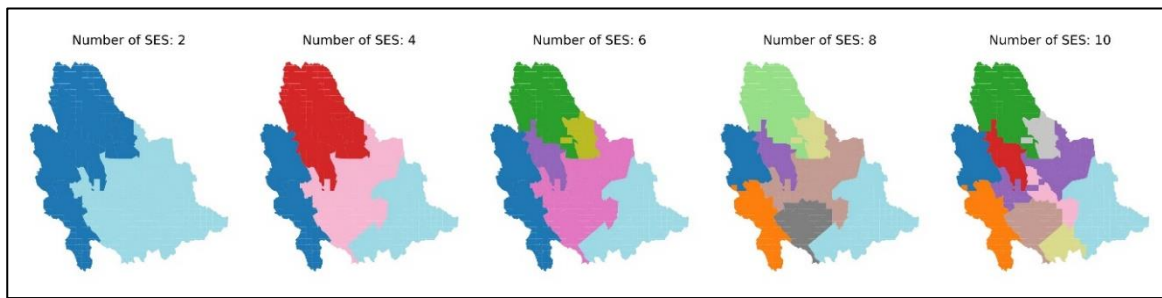 Number of SES: 2
Number of SES: 4
Number of SES: 6
Number of SES: 8
Number of SES: 10